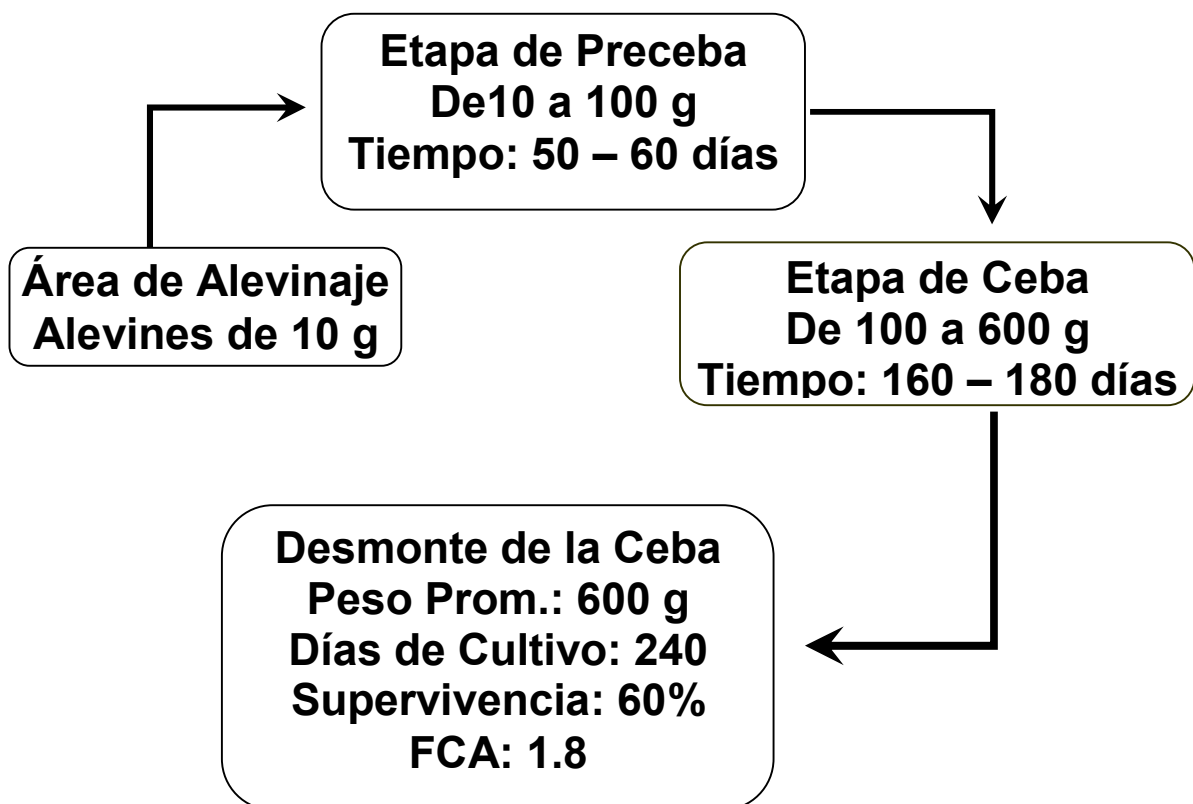 Etapa de Preceba
De10 a 100 g
Tiempo: 50 – 60 días
Área de Alevinaje
Alevines de 10 g
Etapa de Ceba
De 100 a 600 g
Tiempo: 160 – 180 días
Desmonte de la Ceba
Peso Prom.: 600 g
Días de Cultivo: 240
Supervivencia: 60%
FCA: 1.8